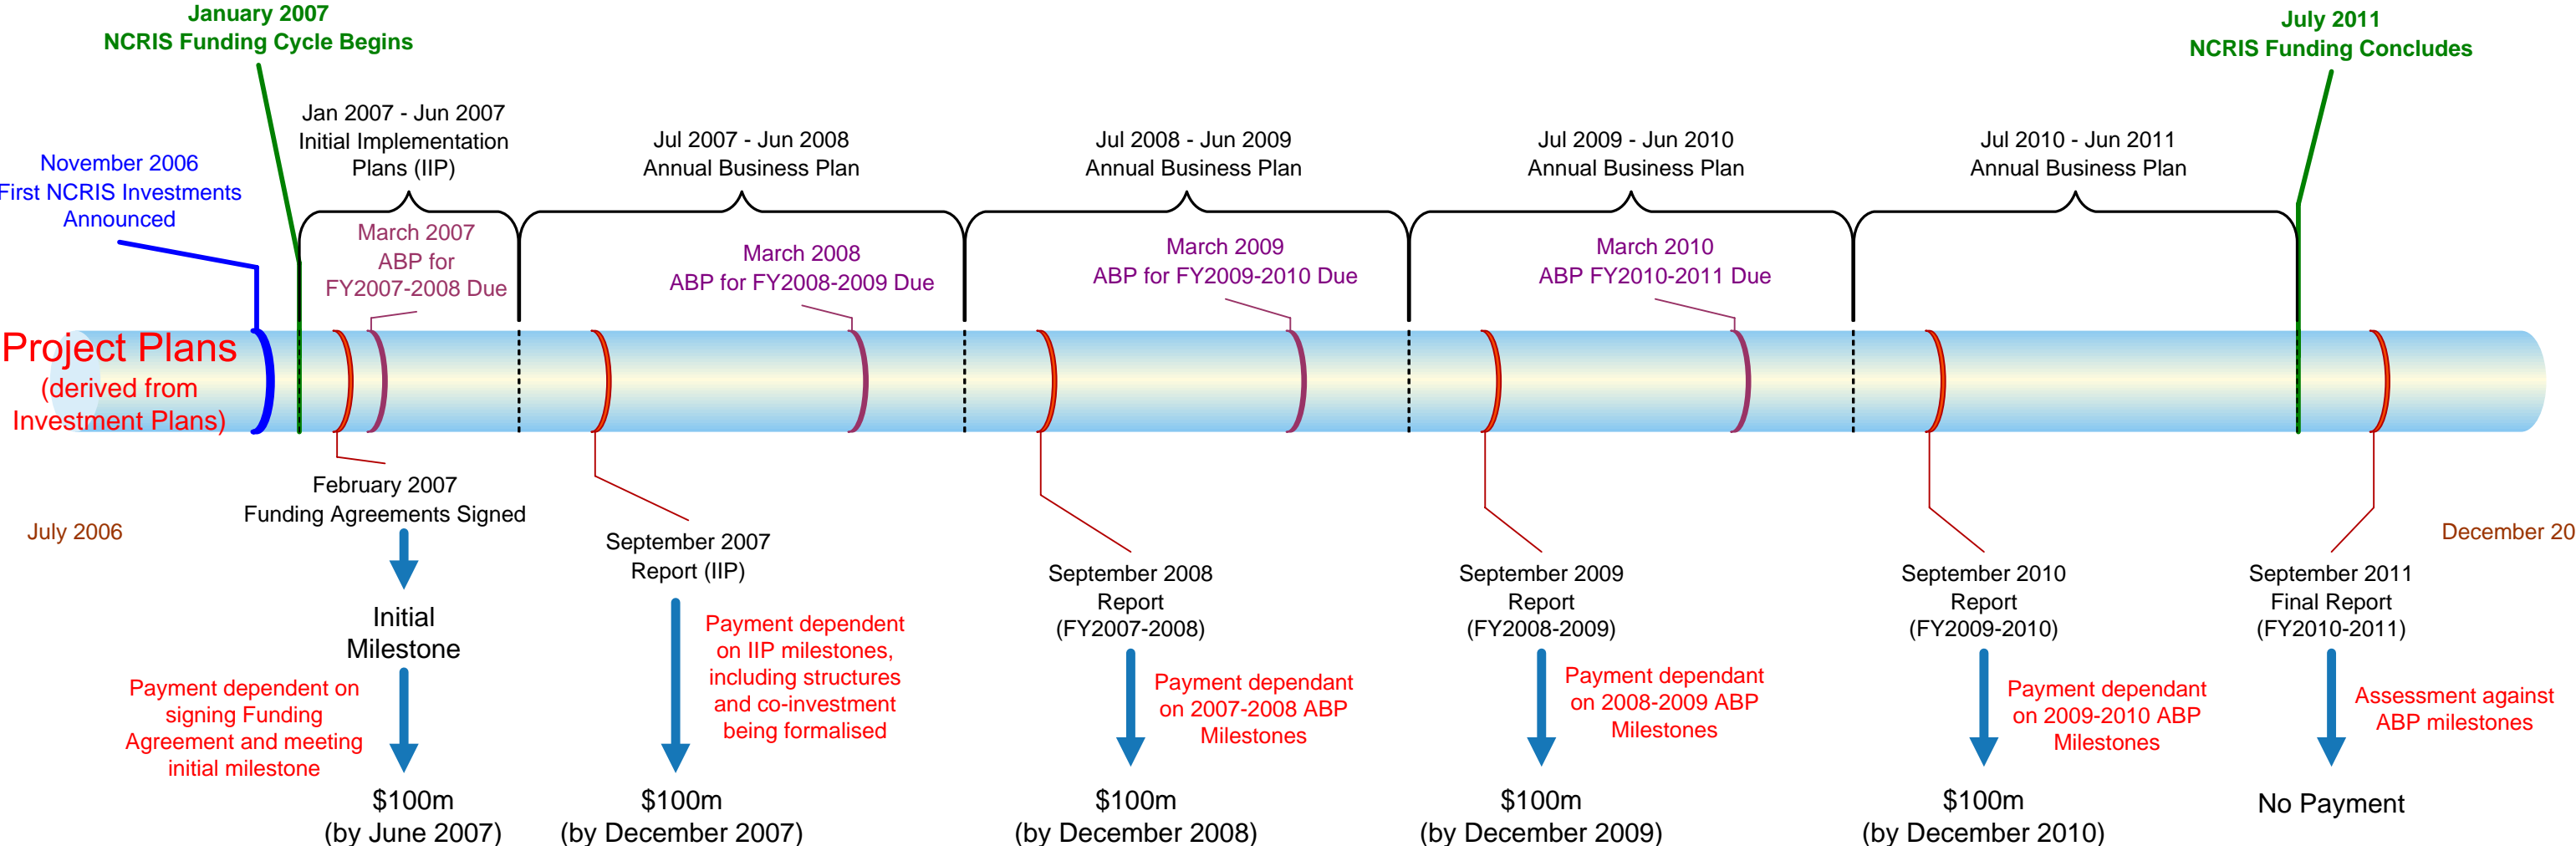 January 2007
NCRIS Funding Cycle Begins
July 2011
NCRIS Funding Concludes
November 2006
First NCRIS Investments
Announced
Jan 2007 - Jun 2007
Initial Implementation
Plans (IIP)
Jul 2007 - Jun 2008
Annual Business Plan
Jul 2008 - Jun 2009
Annual Business Plan
Jul 2009 - Jun 2010
Annual Business Plan
Jul 2010 - Jun 2011
Annual Business Plan
March 2007
ABP for
FY2007-2008 Due
March 2008
ABP for FY2008-2009 Due
March 2009
ABP for FY2009-2010 Due
March 2010
ABP FY2010-2011 Due
Project Plans
(derived from
Investment Plans)
July 2006
December 20
February 2007
Funding Agreements Signed
Initial
Milestone
Payment dependent on
signing Funding
Agreement and meeting
initial milestone
$100m
(by June 2007)
September 2007
Report (IIP)
Payment dependent
on IIP milestones,
including structures
and co-investment
being formalised
$100m
(by December 2007)
September 2008
Report
(FY2007-2008)
Payment dependant
on 2007-2008 ABP
Milestones
$100m
(by December 2008)
September 2009
Report
(FY2008-2009)
Payment dependant
on 2008-2009 ABP
Milestones
$100m
(by December 2009)
September 2010
Report
(FY2009-2010)
Payment dependant
on 2009-2010 ABP
Milestones
$100m
(by December 2010)
September 2011
Final Report
(FY2010-2011)
Assessment against
ABP milestones
No Payment